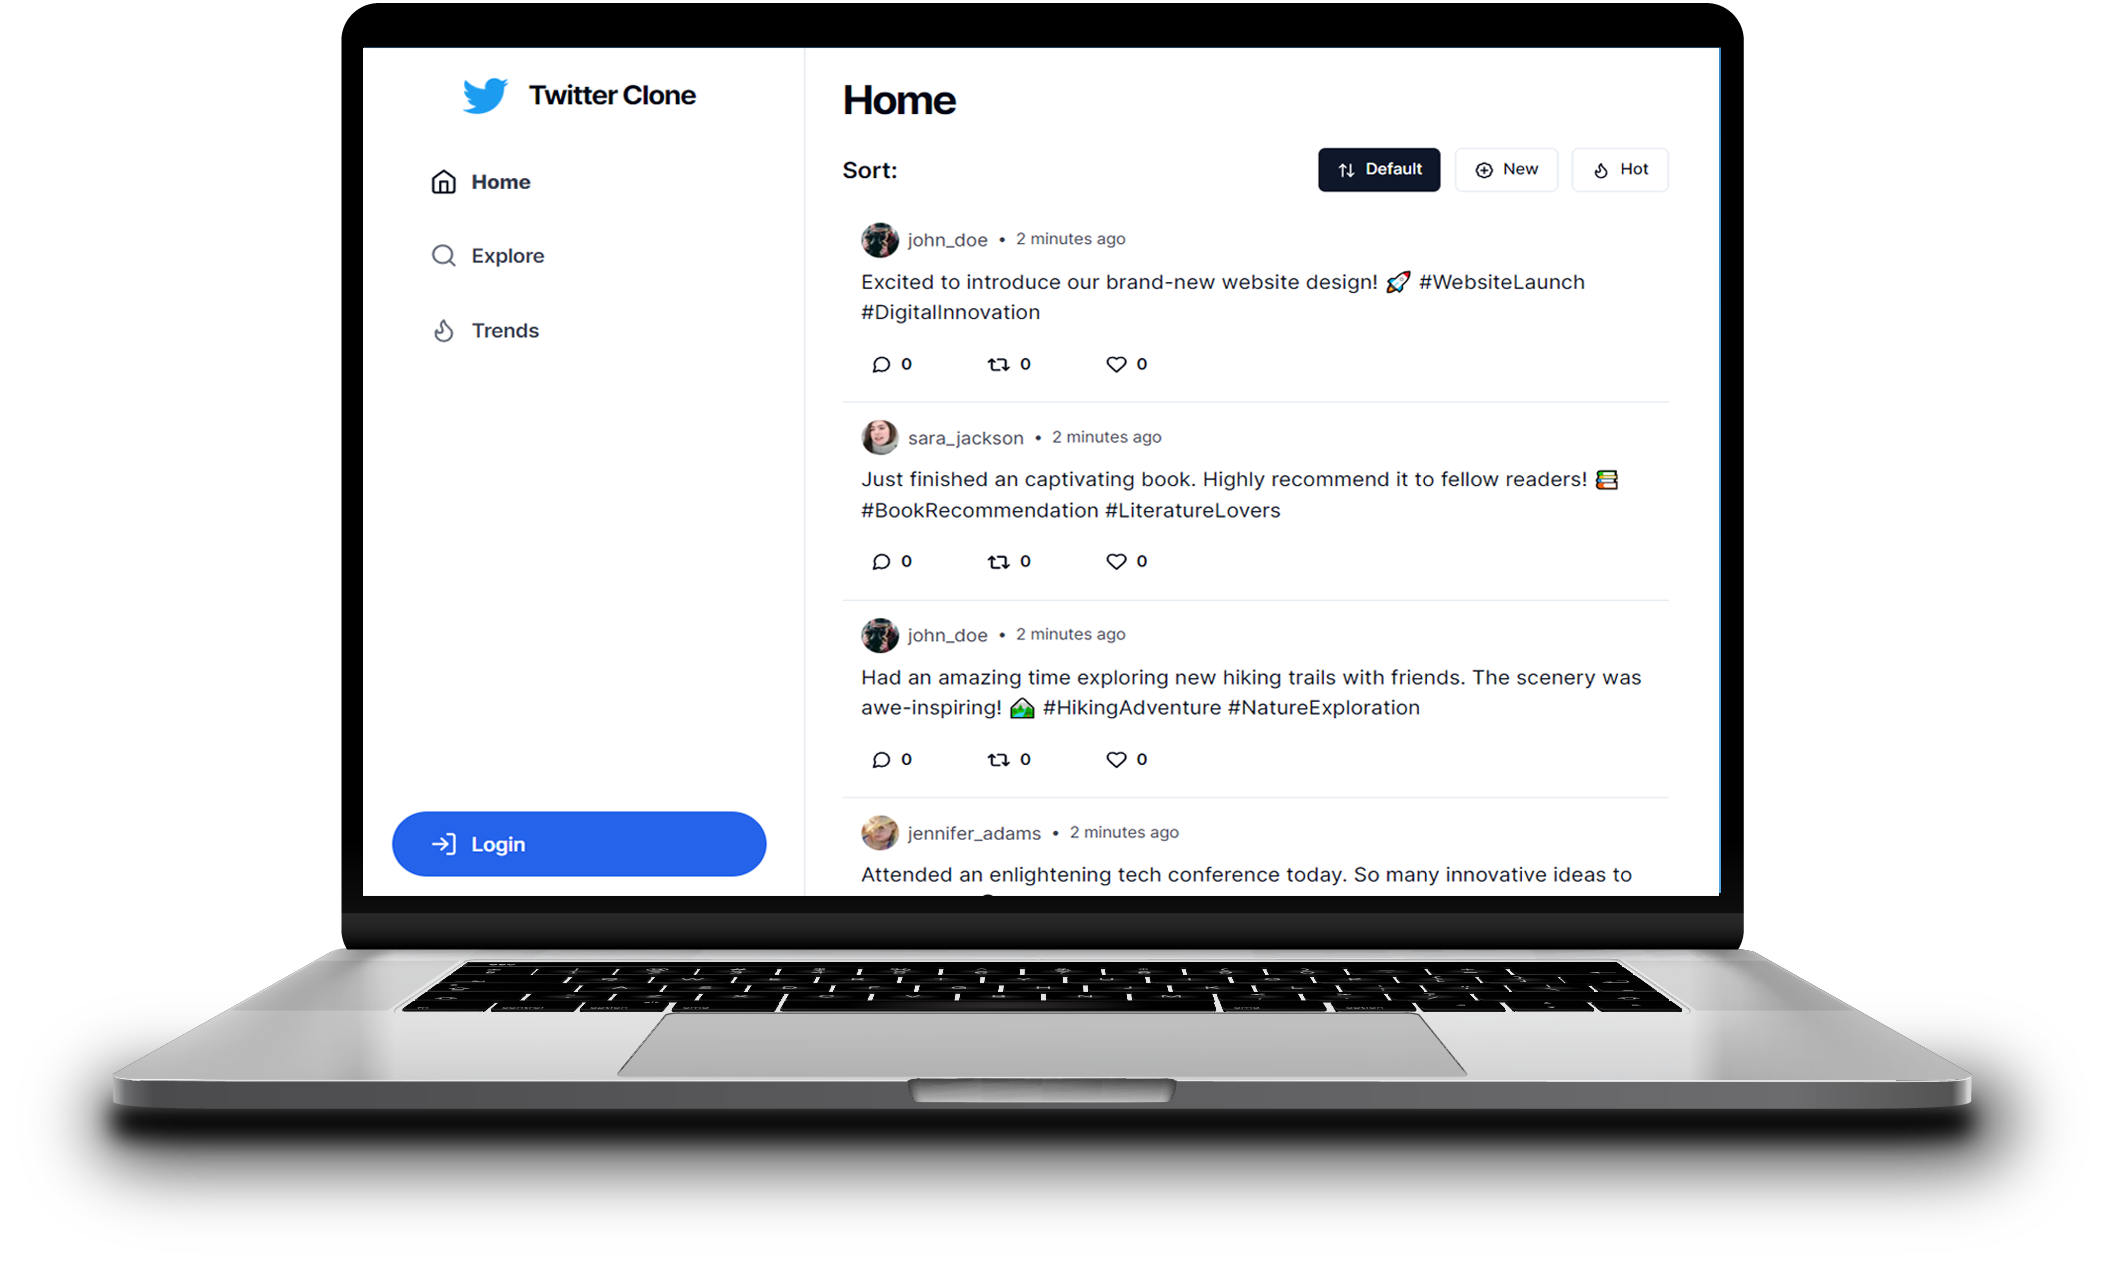 Twitter Clone
Home
Explore
Trends
Login
Home
Sort:
Default
New
Hot
john_doe • 2 minutes ago
Excited to introduce our brand-new website design! 🚀 #WebsiteLaunch
#DigitalInnovation
0 0 0
sara_jackson • 2 minutes ago
Just finished an captivating book. Highly recommend it to fellow readers! 📚
#BookRecommendation #LiteratureLovers
0 0 0
john_doe • 2 minutes ago
Had an amazing time exploring new hiking trails with friends. The scenery was
awe-inspiring! 🏞️ #HikingAdventure #NatureExploration
0 0 0
jennifer_adams • 2 minutes ago
Attended an enlightening tech conference today. So many innovative ideas to